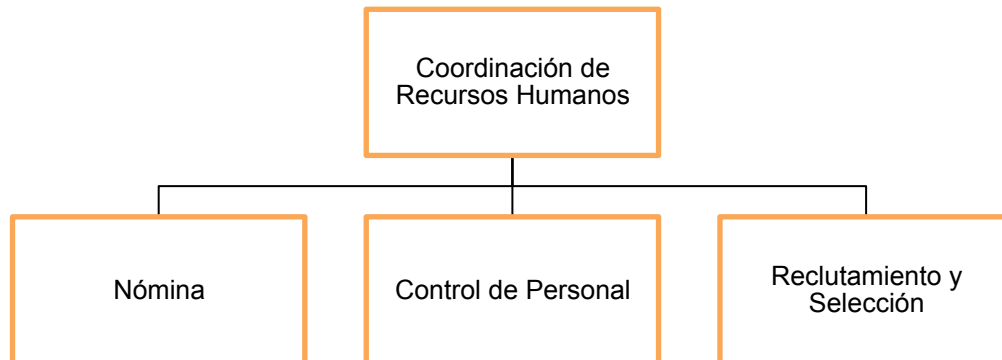 Coordinación de
Recursos Humanos
Nómina
Control de Personal
Reclutamiento y
Selección